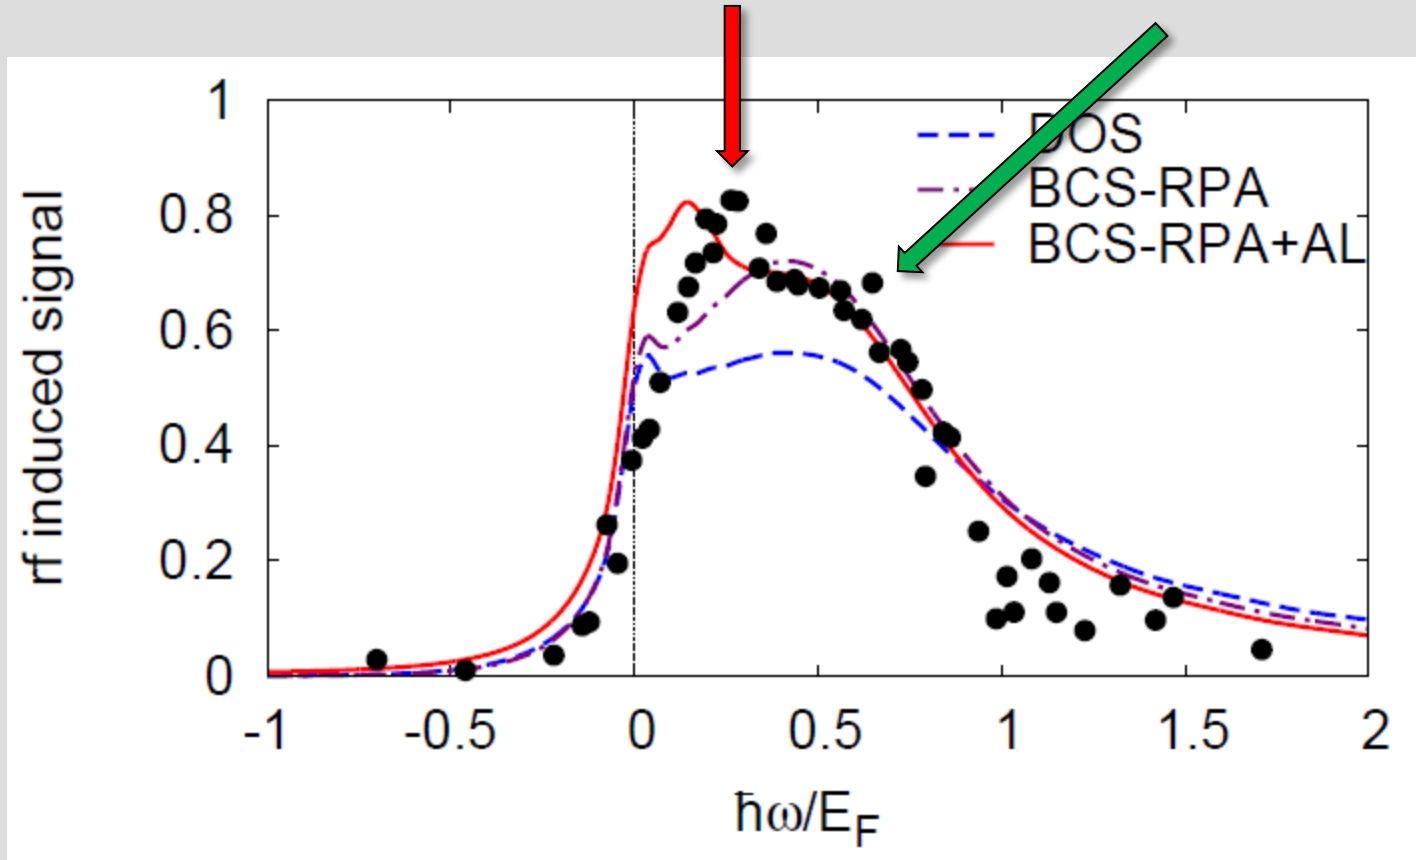 1
DOS
BCS-RPA
0.8
BCS-RPA+AL
0.6
0.4
0.2
0
rf induced signal
-1 -0.5 0 0.5 1 1.5 2
ħω/E_F